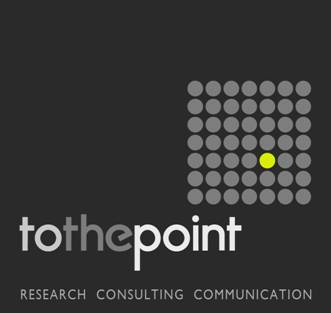 tothepoint
RESEARCH CONSULTING COMMUNICATION